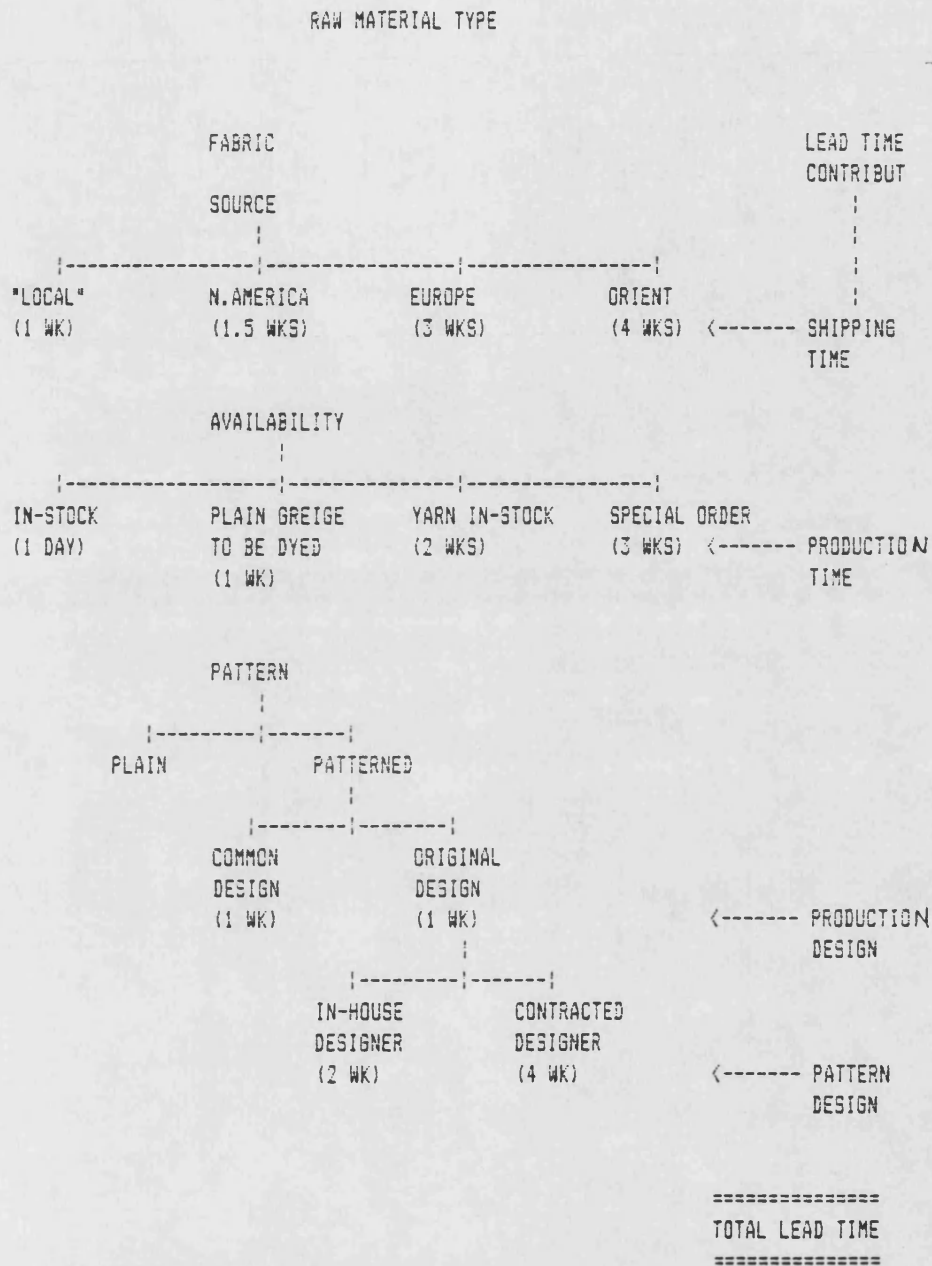 RAW MATERIAL TYPE
FABRIC LEAD TIME
CONTRIBUT
SOURCE
"LOCAL" N.AMERICA EUROPE ORIENT
(1 WK) (1.5 WKS) (3 WKS) (4 WKS) <------- SHIPPING
TIME
AVAILABILITY
IN-STOCK PLAIN GREIGE YARN IN-STOCK SPECIAL ORDER
(1 DAY) TO BE DYED (2 WKS) (3 WKS) <------- PRODUCTION
(1 WK) TIME
PATTERN
PLAIN PATTERNED
COMMON ORIGINAL
DESIGN DESIGN
(1 WK) (1 WK) <------- PRODUCTION
DESIGN
IN-HOUSE CONTRACTED
DESIGNER DESIGNER
(2 WK) (4 WK) <------- PATTERN
DESIGN
===============
TOTAL LEAD TIME
===============